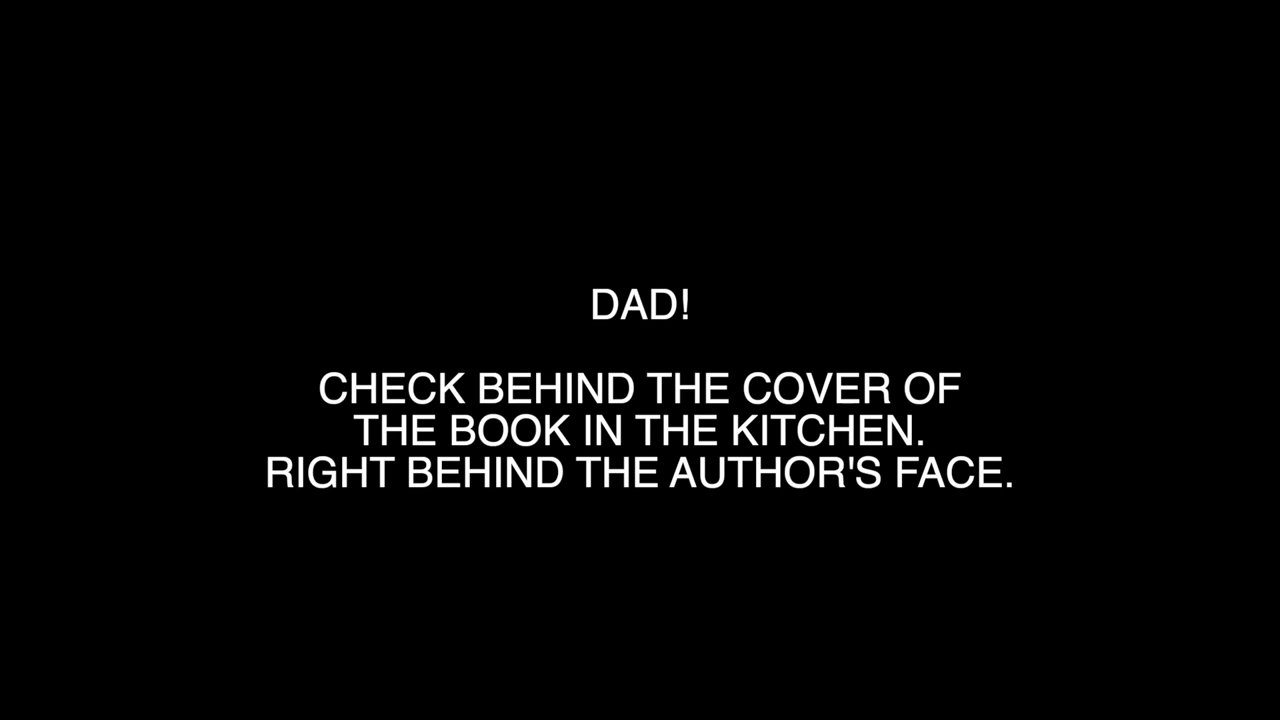 DAD!
CHECK BEHIND THE COVER OF
THE BOOK IN THE KITCHEN.
RIGHT BEHIND THE AUTHOR'S FACE.